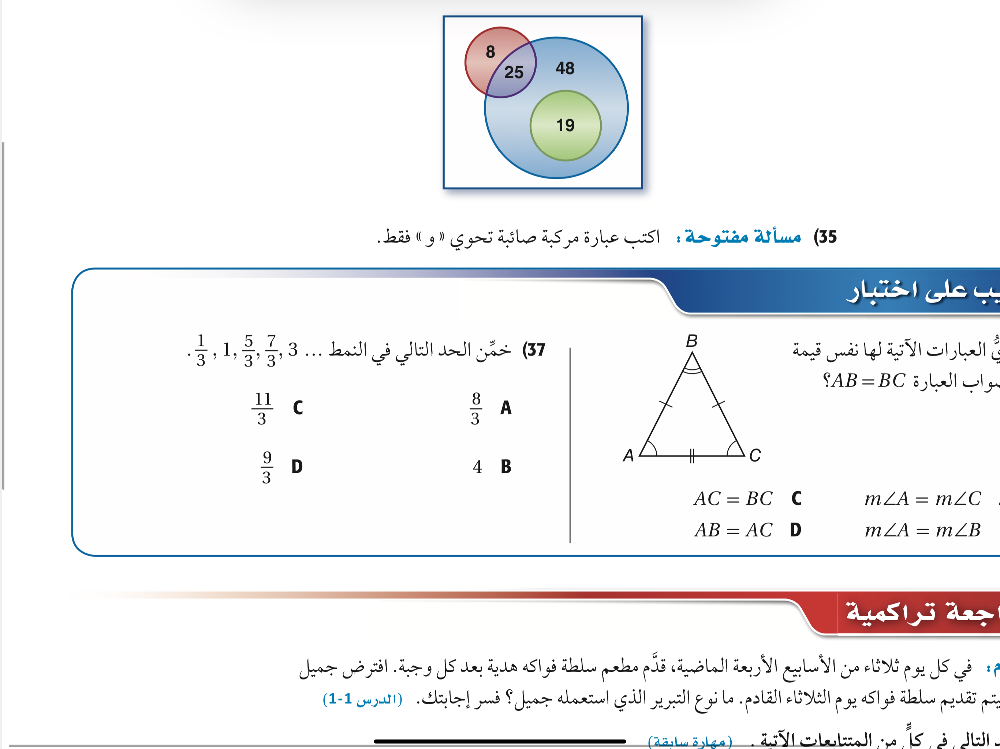 8
25
48
19
35) مسألة مفتوحة: اكتب عبارة مركبة صائبة تحوي «و» فقط.
على اختبار
العبارات الآتية لها نفس قيمة
العبارة AB = BC؟
B
A
C
m∠A = m∠C
C AC = BC
m∠A = m∠B
D AB = AC
37) خمِّن الحد التالي في النمط ... 1/3 , 1, 5/3, 7/3, 3 .
A 8/3
C 11/3
B 4
D 9/3
تراكمية
في كل يوم ثلاثاء من الأسابيع الأربعة الماضية، قدَّم مطعم سلطة فواكه هدية بعد كل وجبة. افترض جميل
تقديم سلطة فواكه يوم الثلاثاء القادم. ما نوع التبرير الذي استعمله جميل؟ فسر إجابتك. (الدرس 1-1)
التالي في كلٍّ من المتتابعات الآتية . (مهارة سابقة)